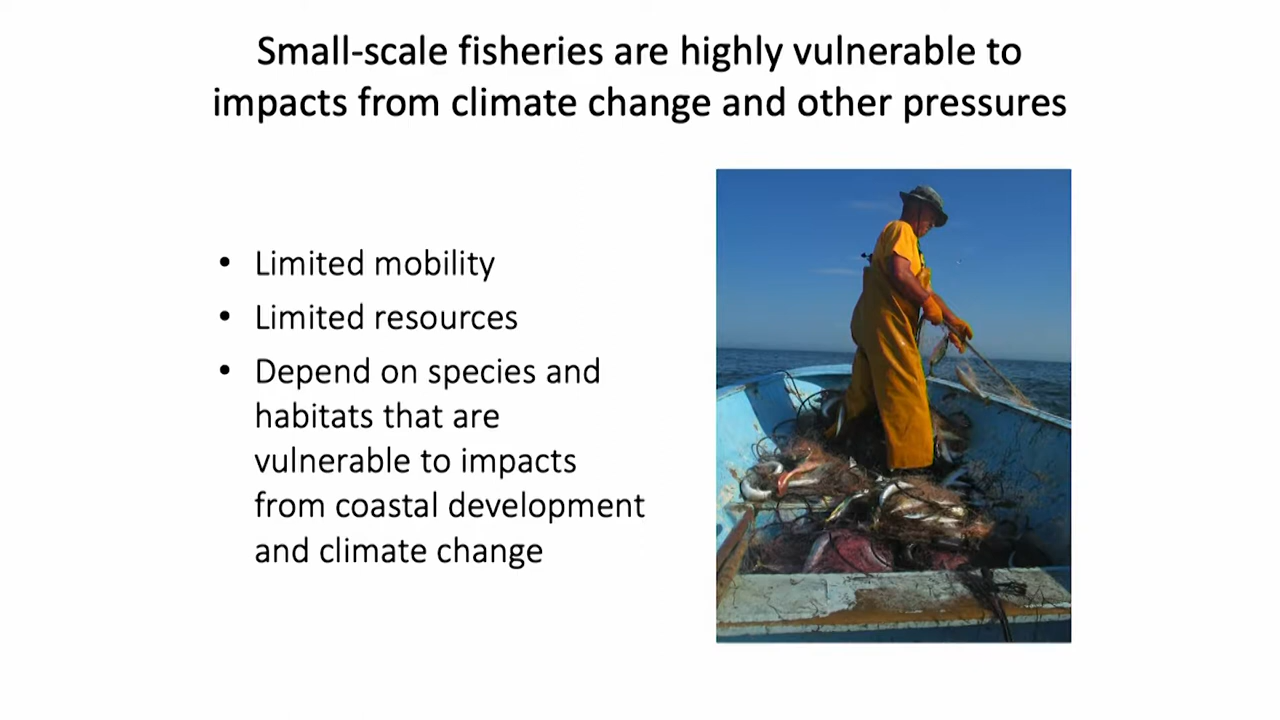 Small-scale fisheries are highly vulnerable to
impacts from climate change and other pressures
• Limited mobility
• Limited resources
• Depend on species and
habitats that are
vulnerable to impacts
from coastal development
and climate change